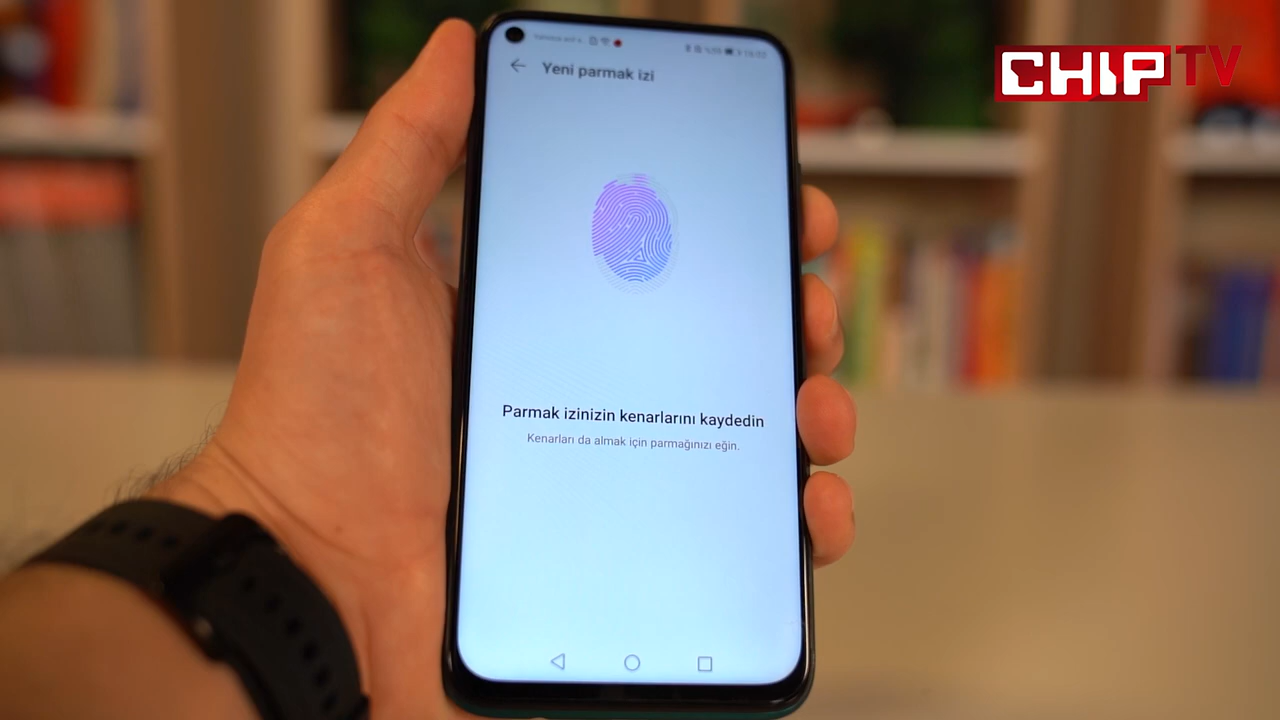 CHIP TV
Yeni parmak izi
Parmak izinizin kenarlarını kaydedin
Kenarları da almak için parmağınızı eğin.